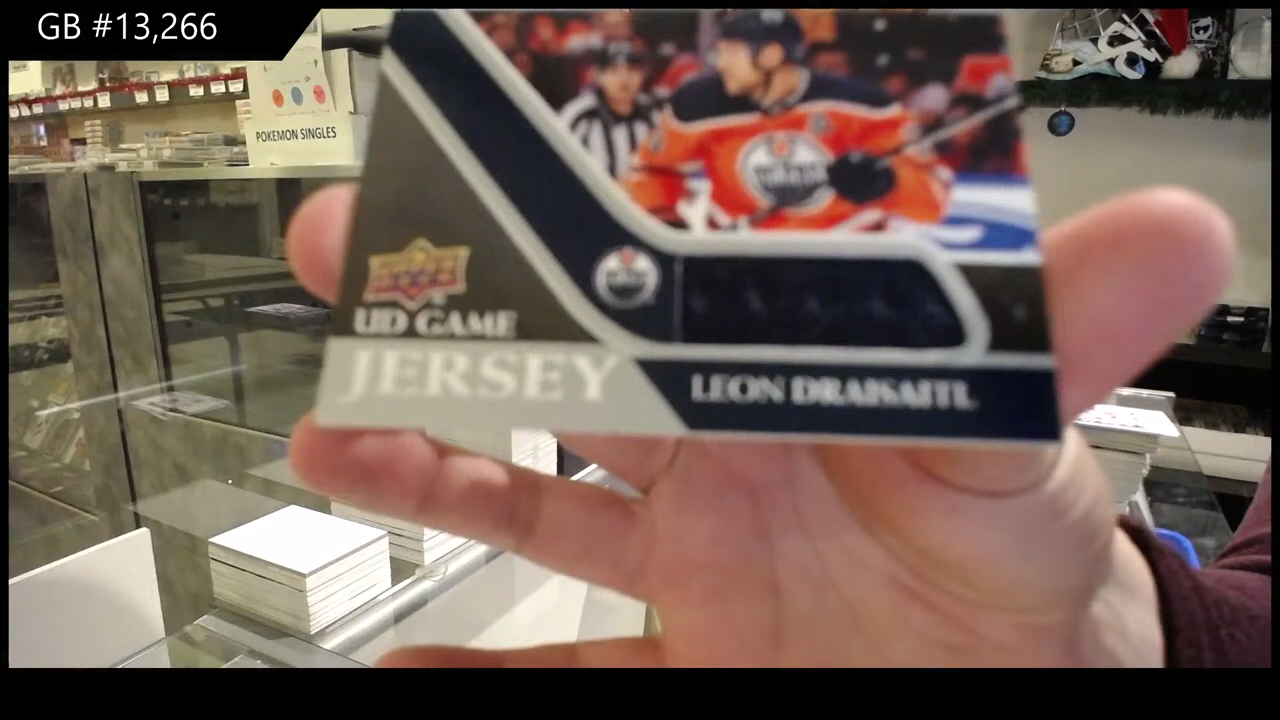 GB #13,266
POKEMON SINGLES
UD GAME
JERSEY
LEON DRAISAITL